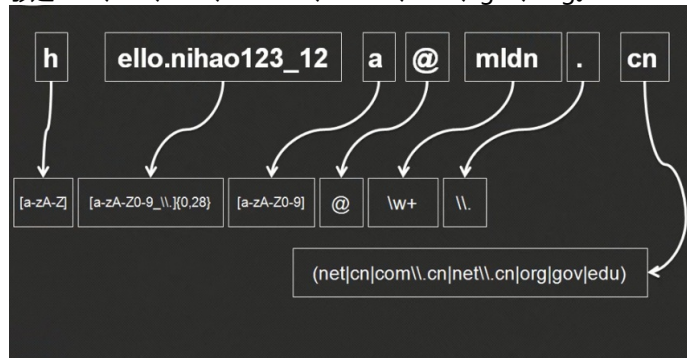 h ello.nihao123_12 a @ mldn . cn
[a-zA-Z] [a-zA-Z0-9_\\.]{0,28} [a-zA-Z0-9] @ \w+ \\.
(net|cn|com\\.cn|net\\.cn|org|gov|edu)